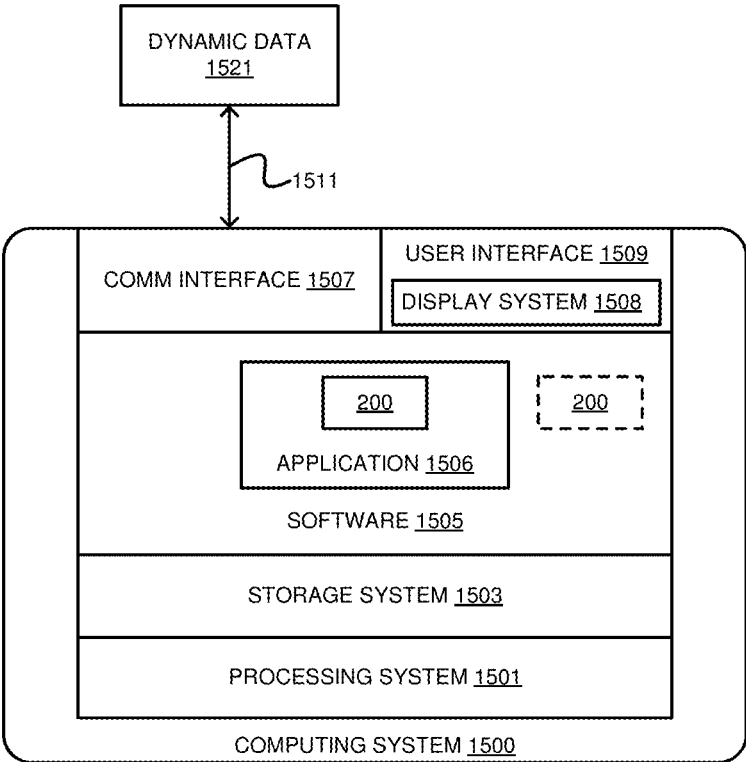 DYNAMIC DATA
1521
1511
COMM INTERFACE 1507
USER INTERFACE 1509
DISPLAY SYSTEM 1508
200
200
APPLICATION 1506
SOFTWARE 1505
STORAGE SYSTEM 1503
PROCESSING SYSTEM 1501
COMPUTING SYSTEM 1500